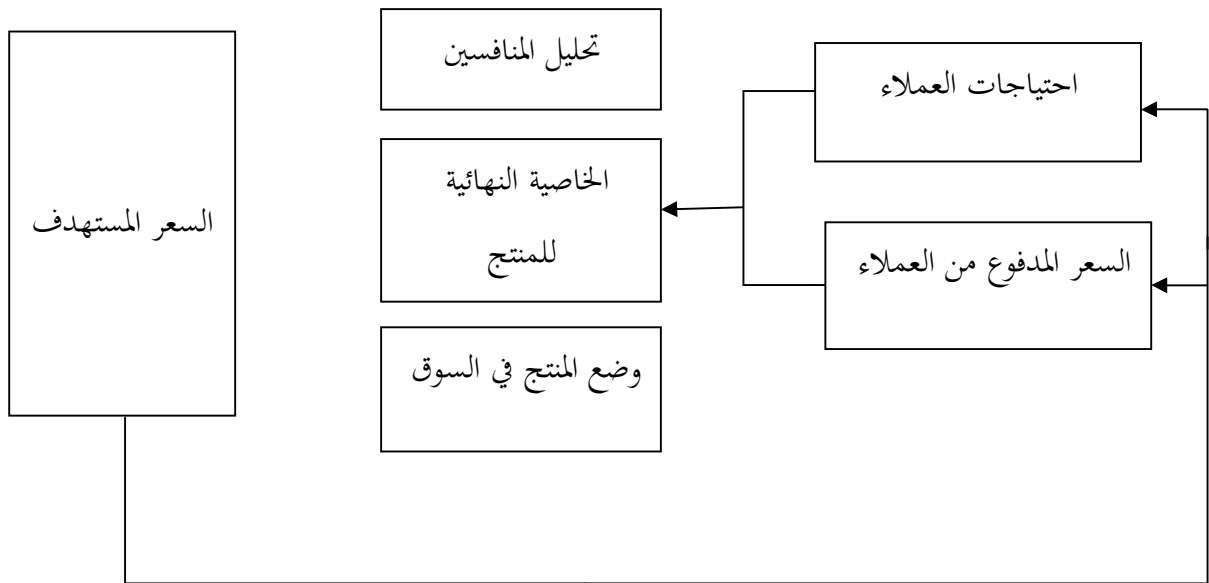 احتياجات العملاء
السعر المدفوع من العملاء
تحليل المنافسين
الخاصية النهائية
للمنتج
وضع المنتج في السوق
السعر المستهدف